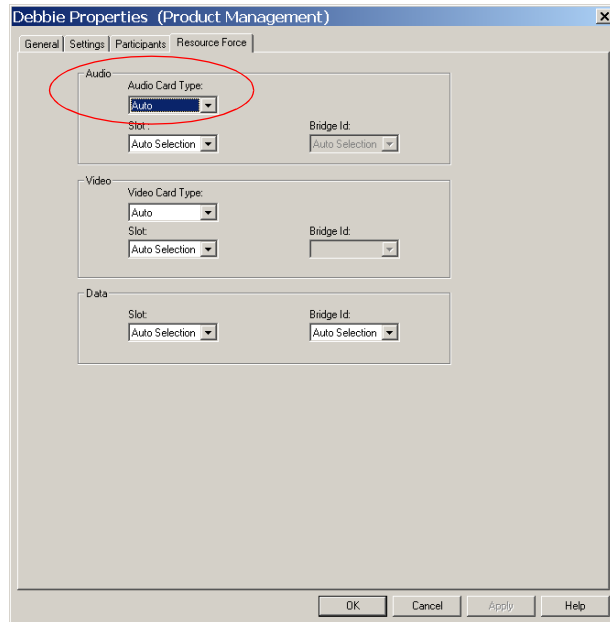 Debbie Properties (Product Management)
General Settings Participants Resource Force
Audio
Audio Card Type:
Auto
Slot : Bridge Id:
Auto Selection Auto Selection
Video
Video Card Type:
Auto
Slot: Bridge Id:
Auto Selection
Data
Slot: Bridge Id:
Auto Selection Auto Selection
OK Cancel Apply Help